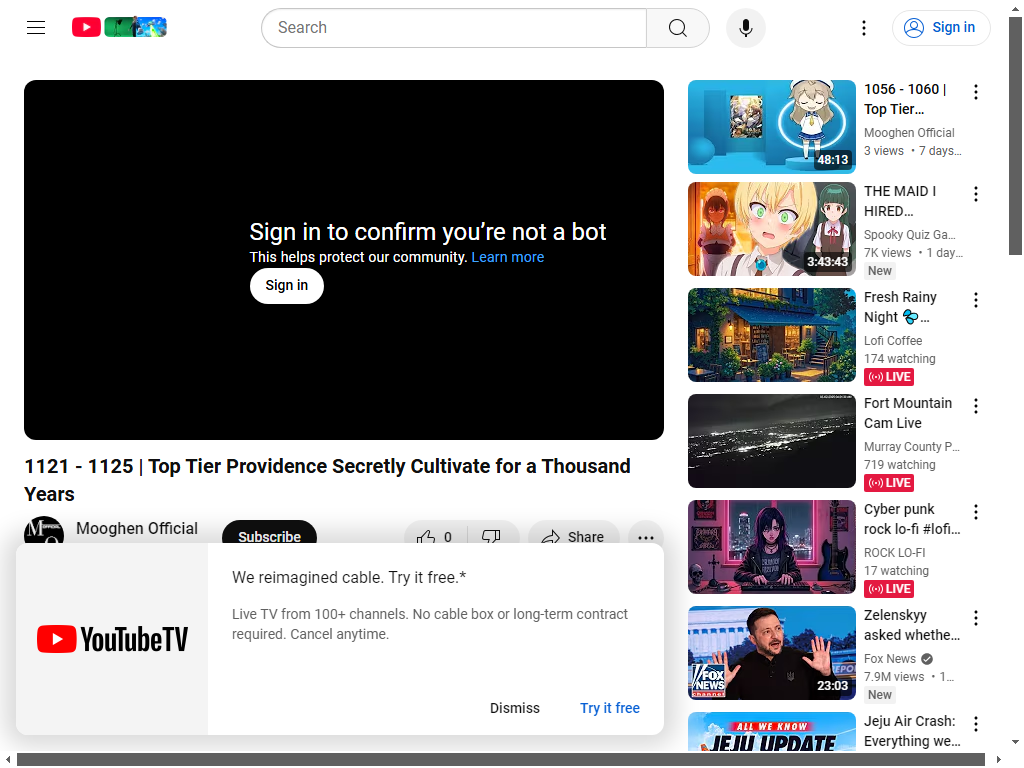 Search
Sign in
Sign in to confirm you’re not a bot
This helps protect our community. Learn more
Sign in
1121 - 1125 | Top Tier Providence Secretly Cultivate for a Thousand
Years
Mooghen Official
Subscribe
0
Share
YouTubeTV
We reimagined cable. Try it free.*
Live TV from 100+ channels. No cable box or long-term contract
required. Cancel anytime.
Dismiss
Try it free
48:13
1056 - 1060 |
Top Tier…
Mooghen Official
3 views • 7 days…
3:43:43
THE MAID I
HIRED…
Spooky Quiz Ga…
7K views • 1 day…
New
Fresh Rainy
Night …
Lofi Coffee
174 watching
LIVE
Fort Mountain
Cam Live
Murray County P…
719 watching
LIVE
Cyber punk
rock lo-fi #lofi…
ROCK LO-FI
17 watching
LIVE
FOX
NEWS
channel
23:03
Zelenskyy
asked whethe…
Fox News
7.9M views • 1…
New
ALL WE KNOW
JEJU UPDATE
Jeju Air Crash:
Everything we…